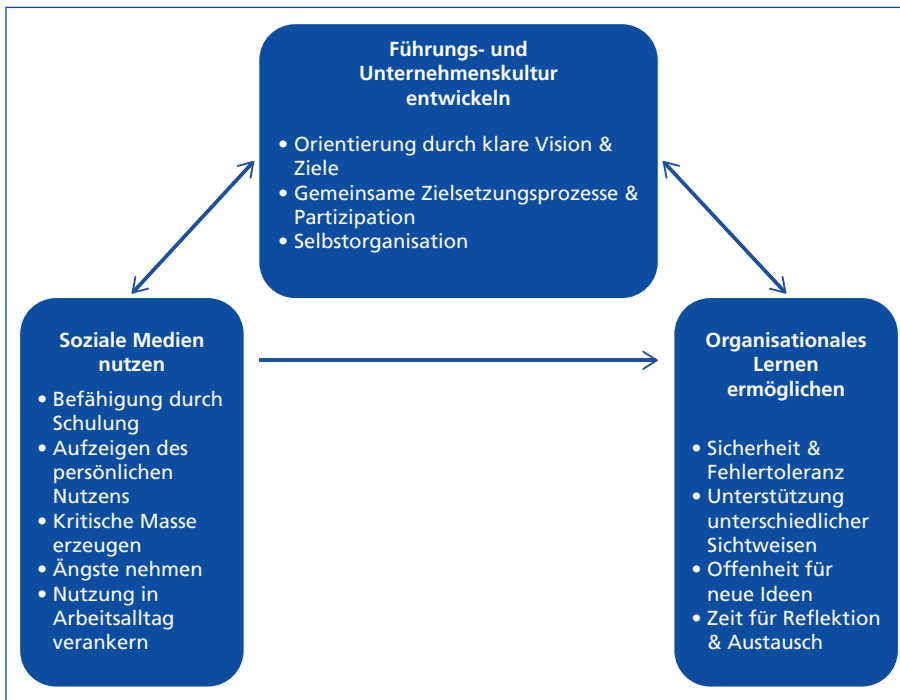 Führungs- und
Unternehmenskultur
entwickeln
• Orientierung durch klare Vision &
Ziele
• Gemeinsame Zielsetzungsprozesse &
Partizipation
• Selbstorganisation
Soziale Medien
nutzen
• Befähigung durch
Schulung
• Aufzeigen des
persönlichen
Nutzens
• Kritische Masse
erzeugen
• Ängste nehmen
• Nutzung in
Arbeitsalltag
verankern
Organisationales
Lernen
ermöglichen
• Sicherheit &
Fehlertoleranz
• Unterstützung
unterschiedlicher
Sichtweisen
• Offenheit für
neue Ideen
• Zeit für Reflektion
& Austausch